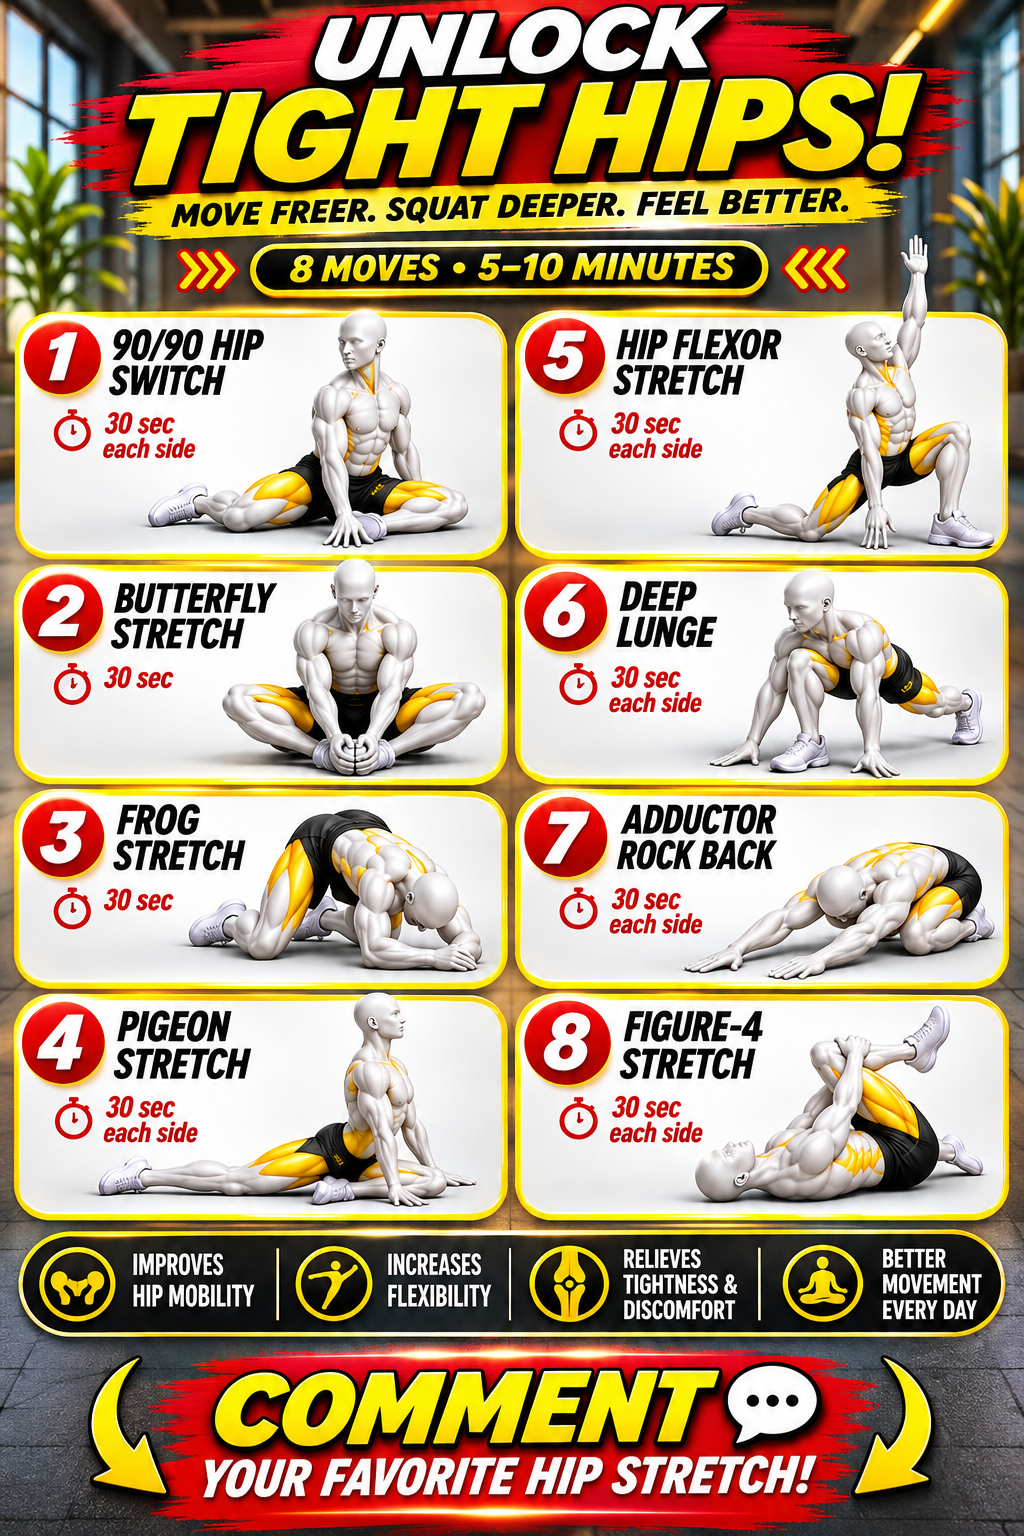 UNLOCK
TIGHT HIPS!
MOVE FREER. SQUAT DEEPER. FEEL BETTER.
8 MOVES • 5–10 MINUTES
1
90/90 HIP
SWITCH
30 sec
each side
2
BUTTERFLY
STRETCH
30 sec
3
FROG
STRETCH
30 sec
4
PIGEON
STRETCH
30 sec
each side
5
HIP FLEXOR
STRETCH
30 sec
each side
6
DEEP
LUNGE
30 sec
each side
7
ADDUCTOR
ROCK BACK
30 sec
each side
8
FIGURE-4
STRETCH
30 sec
each side
IMPROVES
HIP MOBILITY
INCREASES
FLEXIBILITY
RELIEVES
TIGHTNESS &
DISCOMFORT
BETTER
MOVEMENT
EVERY DAY
COMMENT
YOUR FAVORITE HIP STRETCH!